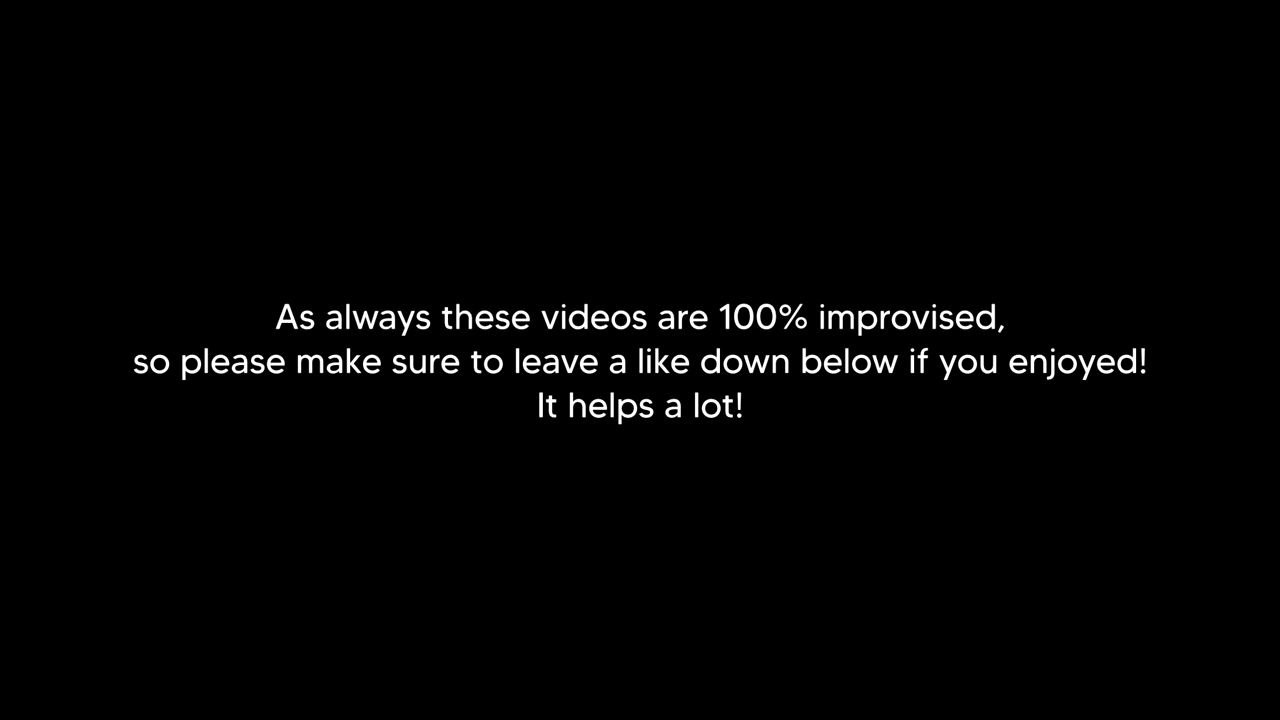 As always these videos are 100% improvised,
so please make sure to leave a like down below if you enjoyed!
It helps a lot!